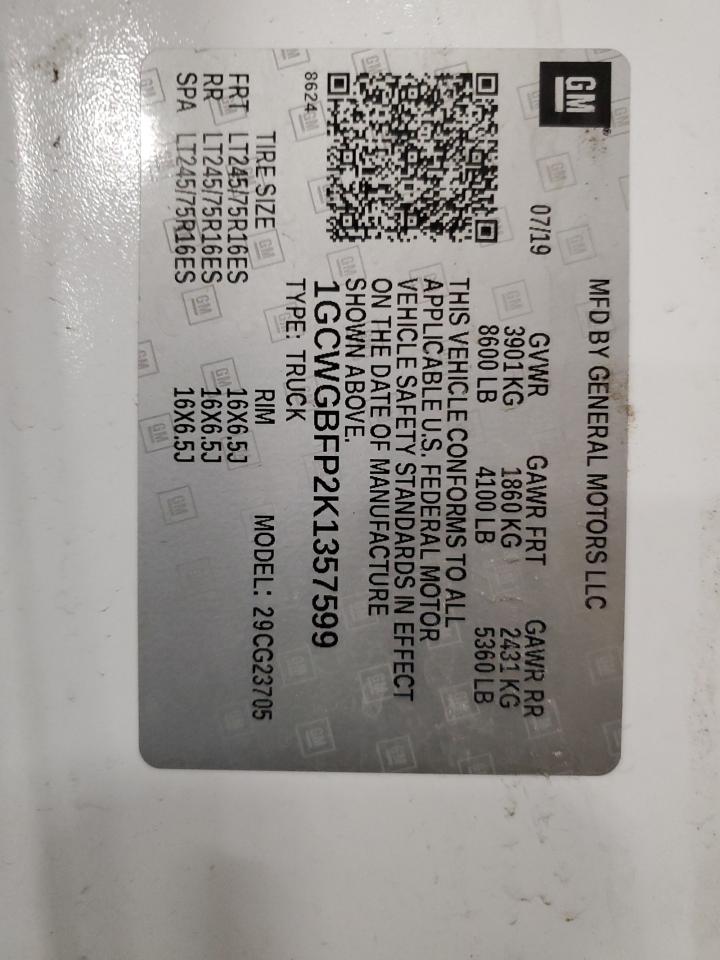 GM
MFD BY GENERAL MOTORS LLC
07/19
GVWR GAWR FRT GAWR RR
3901KG 1860 KG 2431 KG
8600 LB 4100 LB 5360 LB
THIS VEHICLE CONFORMS TO ALL
APPLICABLE U.S. FEDERAL MOTOR
VEHICLE SAFETY STANDARDS IN EFFECT
ON THE DATE OF MANUFACTURE
SHOWN ABOVE.
1GCWGBFP2K1357599
8624
TYPE: TRUCK
TIRE SIZE RIM MODEL: 29CG23705
FRT LT245/75R16ES 16X6.5J
RR LT245/75R16ES 16X6.5J
SPA LT245/75R16ES 16X6.5J